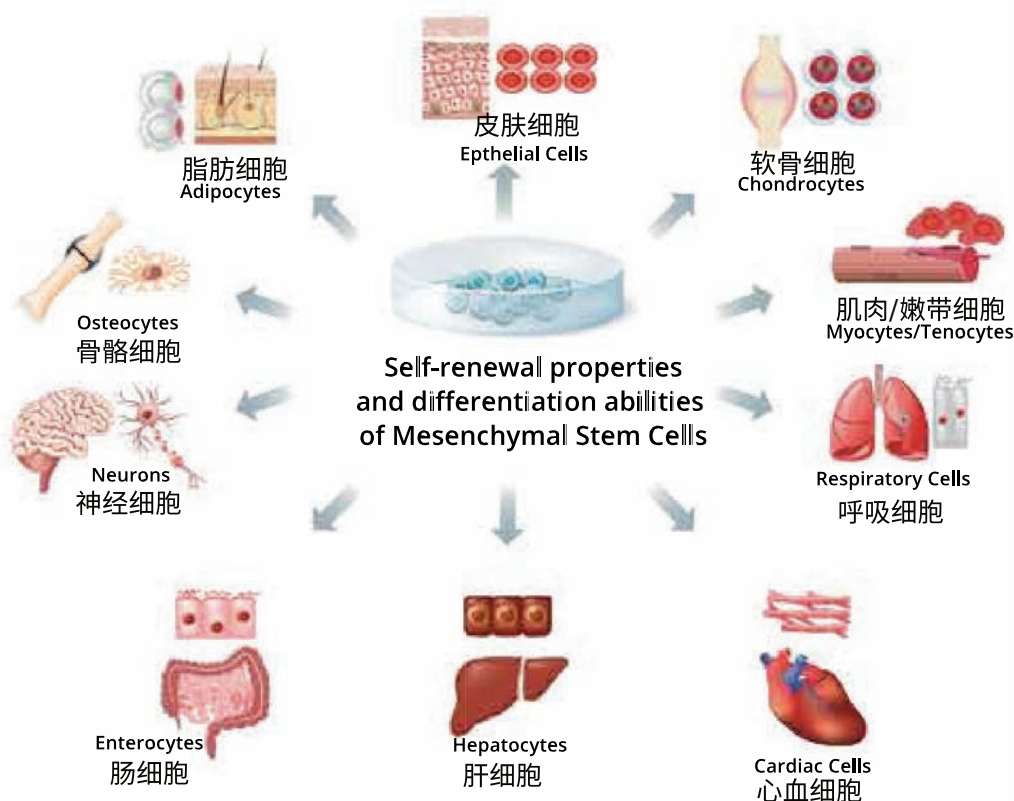 皮肤细胞
Epthelial Cells
脂肪细胞
Adipocytes
软骨细胞
Chondrocytes
Osteocytes
骨骼细胞
肌肉/嫩带细胞
Myocytes/Tenocytes
Self-renewal properties
and differentiation abilities
of Mesenchymal Stem Cells
Neurons
神经细胞
Respiratory Cells
呼吸细胞
Enterocytes
肠细胞
Hepatocytes
肝细胞
Cardiac Cells
心血细胞